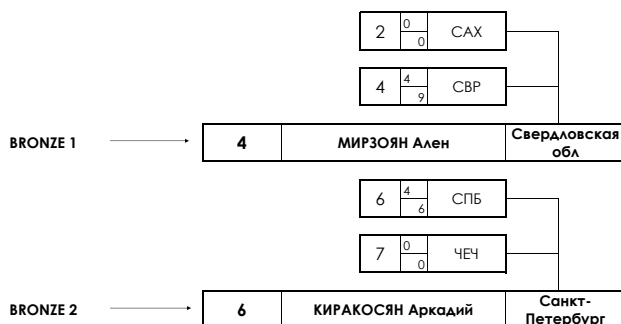 2 0 0 САХ
4 4 9 СВР
BRONZE 1 4 МИРЗОЯН Ален Свердловская обл
6 4 6 СПБ
7 0 0 ЧЕЧ
BRONZE 2 6 КИРАКОСЯН Аркадий Санкт-Петербург